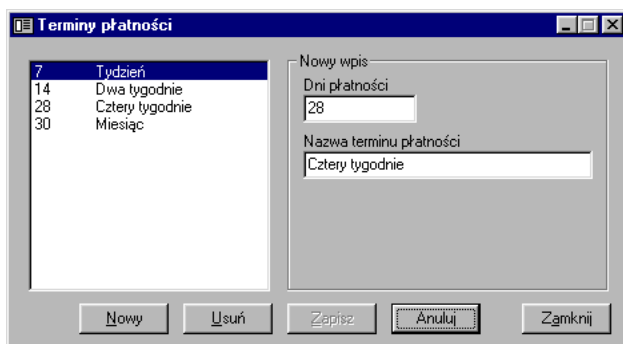 Terminy płatności
7 Tydzień
14 Dwa tygodnie
28 Cztery tygodnie
30 Miesiąc
Nowy wpis
Dni płatności
28
Nazwa terminu płatności
Cztery tygodnie
Nowy Usuń Zapisz Anuluj Zamknij